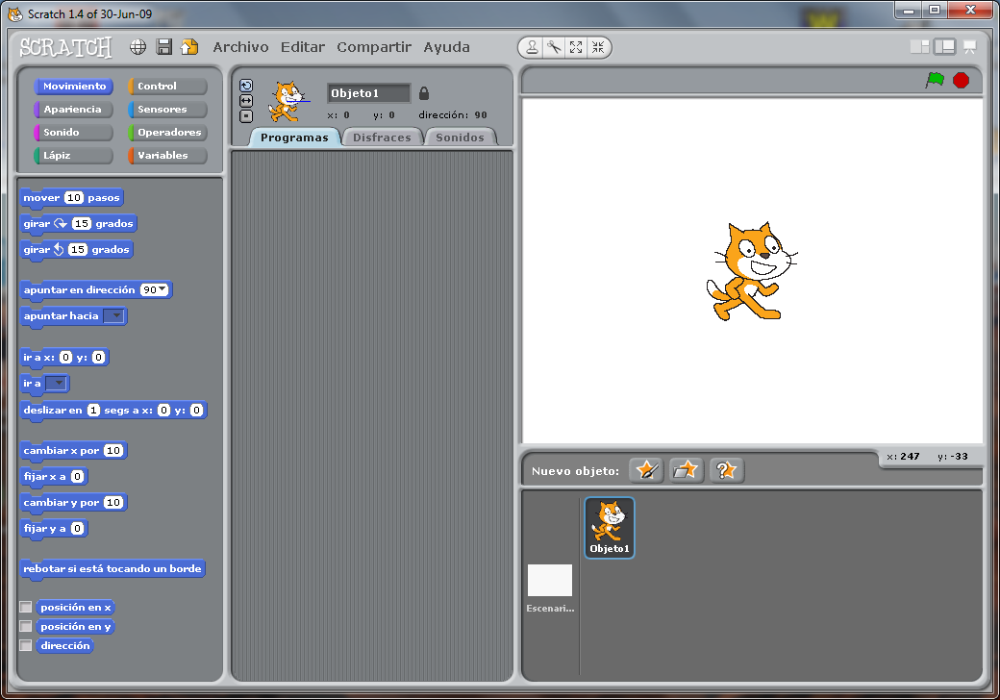 Scratch 1.4 of 30-Jun-09
SCRATCH Archivo Editar Compartir Ayuda
Movimiento Control
Apariencia Sensores
Sonido Operadores
Lápiz Variables
mover 10 pasos
girar 15 grados
girar 15 grados
apuntar en dirección 90
apuntar hacia
ir a x: 0 y: 0
ir a
deslizar en 1 segs a x: 0 y: 0
cambiar x por 10
fijar x a 0
cambiar y por 10
fijar y a 0
rebotar si está tocando un borde
posición en x
posición en y
dirección
Objeto1
x: 0 y: 0 dirección: 90
Programas Disfraces Sonidos
x: 247 y: -33
Nuevo objeto:
Objeto1
Escenari...